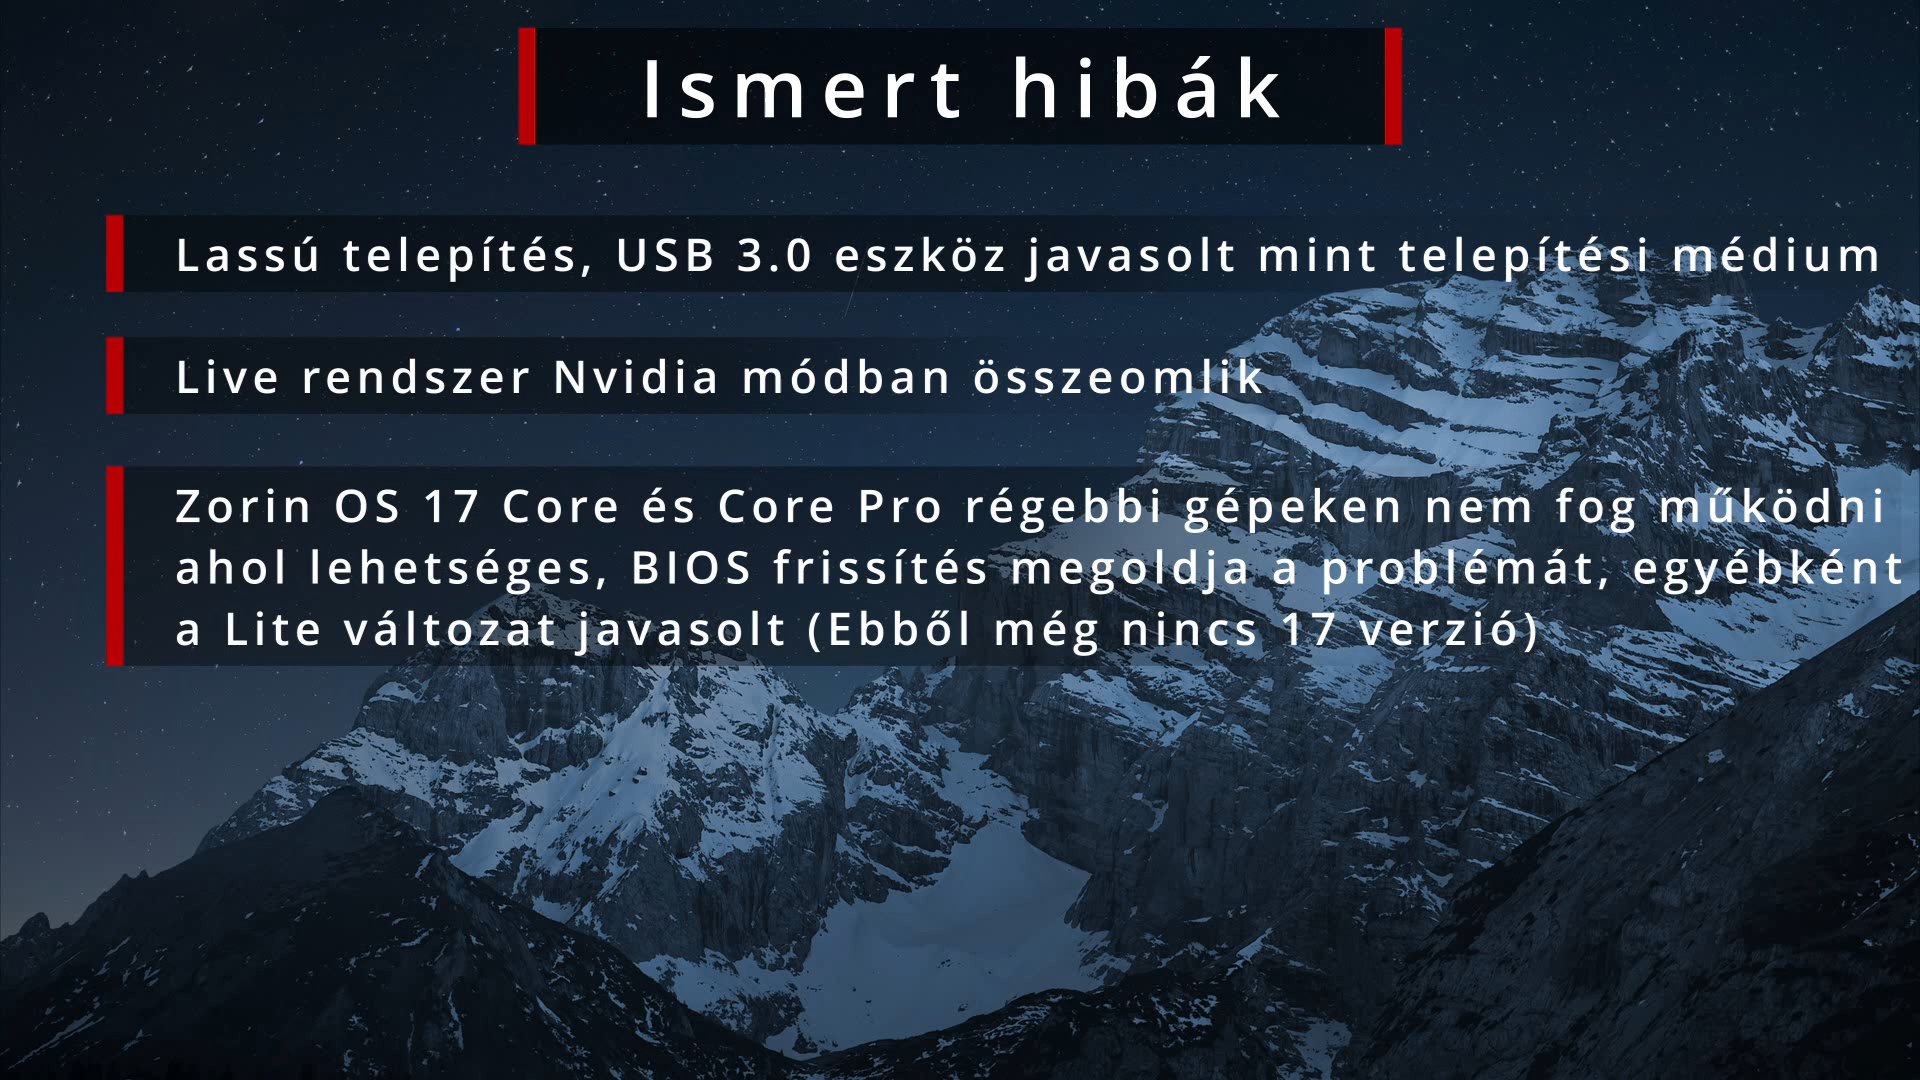 Ismert hibák
Lassú telepítés, USB 3.0 eszköz javasolt mint telepítési médium
Live rendszer Nvidia módban összeomlik
Zorin OS 17 Core és Core Pro régebbi gépeken nem fog működni
ahol lehetséges, BIOS frissítés megoldja a problémát, egyébként
a Lite változat javasolt (Ebből még nincs 17 verzió)